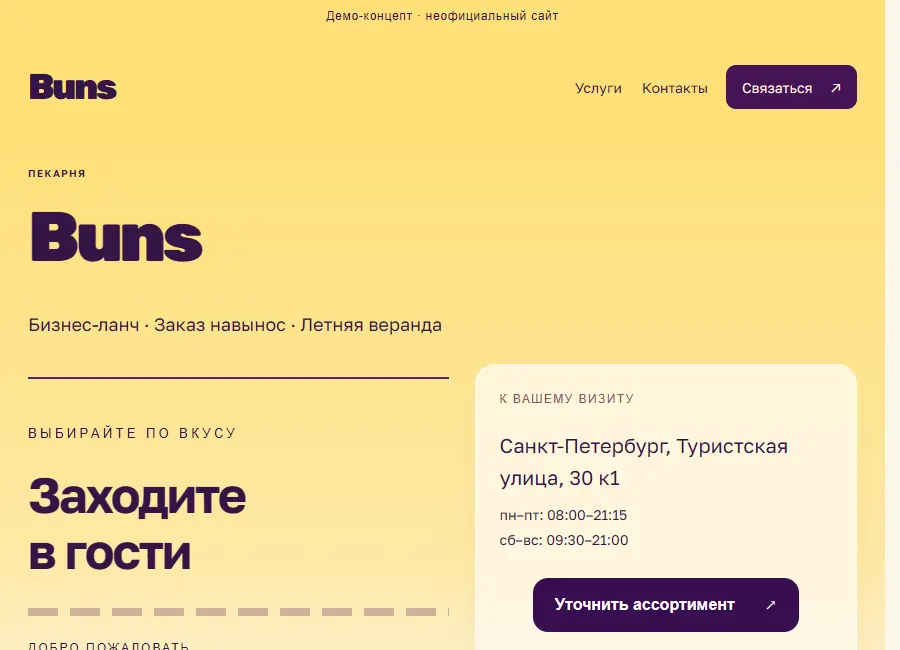 Демо-концепт · неофициальный сайт
Buns
Услуги
Контакты
Связаться ↗
ПЕКАРНЯ
Buns
Бизнес-ланч · Заказ навынос · Летняя веранда
ВЫБИРАЙТЕ ПО ВКУСУ
Заходите
в гости
ДОБРО ПОЖАЛОВАТЬ
К ВАШЕМУ ВИЗИТУ
Санкт-Петербург, Туристская
улица, 30 к1
пн–пт: 08:00–21:15
сб–вс: 09:30–21:00
Уточнить ассортимент ↗